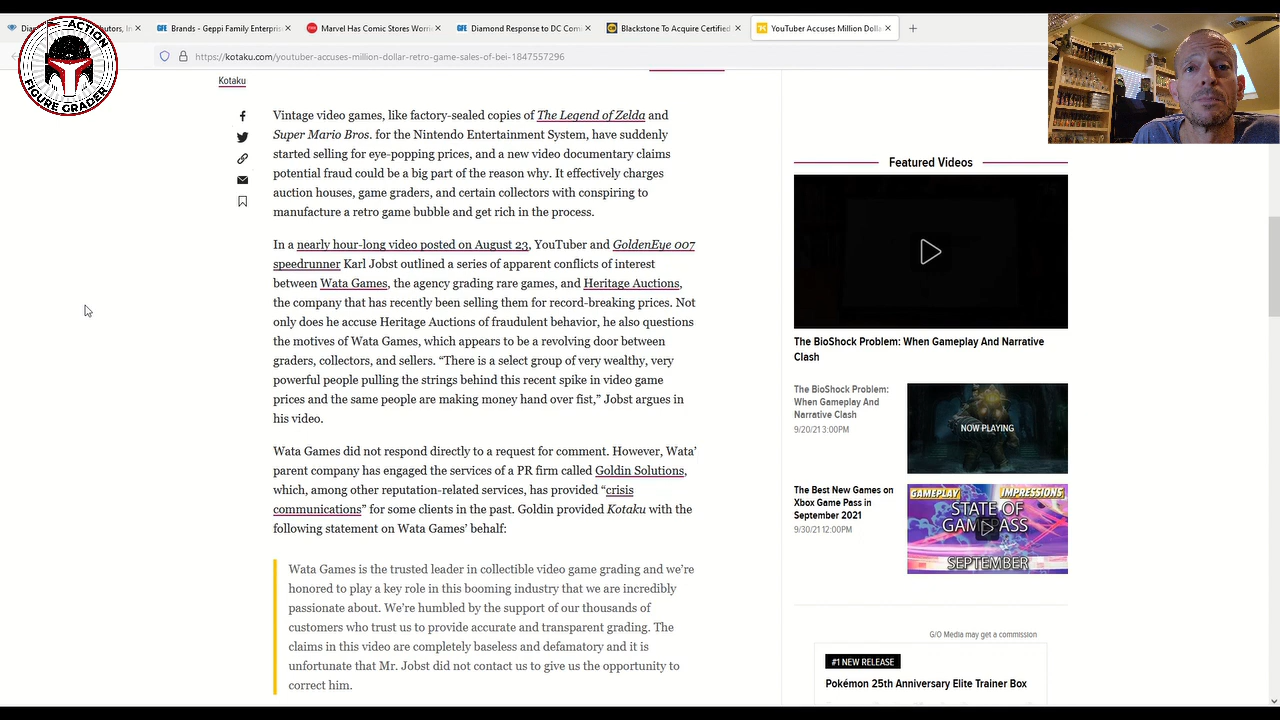 Brands - Geppi Family Enterpris
Marvel Has Comic Stores Worri
Diamond Response to DC Com
Blackstone To Acquire Certified
YouTuber Accuses Million Dolla
https://kotaku.com/youtuber-accuses-million-dollar-retro-game-sales-of-bei-1847557296
ACTION
FIGURE GRADER
Kotaku
Vintage video games, like factory-sealed copies of The Legend of Zelda and
Super Mario Bros. for the Nintendo Entertainment System, have suddenly
started selling for eye-popping prices, and a new video documentary claims
potential fraud could be a big part of the reason why. It effectively charges
auction houses, game graders, and certain collectors with conspiring to
manufacture a retro game bubble and get rich in the process.
In a nearly hour-long video posted on August 23, YouTuber and GoldenEye 007
speedrunner Karl Jobst outlined a series of apparent conflicts of interest
between Wata Games, the agency grading rare games, and Heritage Auctions,
the company that has recently been selling them for record-breaking prices. Not
only does he accuse Heritage Auctions of fraudulent behavior, he also questions
the motives of Wata Games, which appears to be a revolving door between
graders, collectors, and sellers. “There is a select group of very wealthy, very
powerful people pulling the strings behind this recent spike in video game
prices and the same people are making money hand over fist,” Jobst argues in
his video.
Wata Games did not respond directly to a request for comment. However, Wata’
parent company has engaged the services of a PR firm called Goldin Solutions,
which, among other reputation-related services, has provided “crisis
communications” for some clients in the past. Goldin provided Kotaku with the
following statement on Wata Games’ behalf:
Wata Games is the trusted leader in collectible video game grading and we’re
honored to play a key role in this booming industry that we are incredibly
passionate about. We’re humbled by the support of our thousands of
customers who trust us to provide accurate and transparent grading. The
claims in this video are completely baseless and defamatory and it is
unfortunate that Mr. Jobst did not contact us to give us the opportunity to
correct him.
Featured Videos
The BioShock Problem: When Gameplay And Narrative
Clash
The BioShock Problem:
When Gameplay And
Narrative Clash
9/20/21 3:00PM
NOW PLAYING
The Best New Games on
Xbox Game Pass in
September 2021
9/30/21 12:00PM
GAMEPLAY IMPRESSIONS
STATE OF
GAMEPASS
SEPTEMBER
G/O Media may get a commission
#1 NEW RELEASE
Pokémon 25th Anniversary Elite Trainer Box